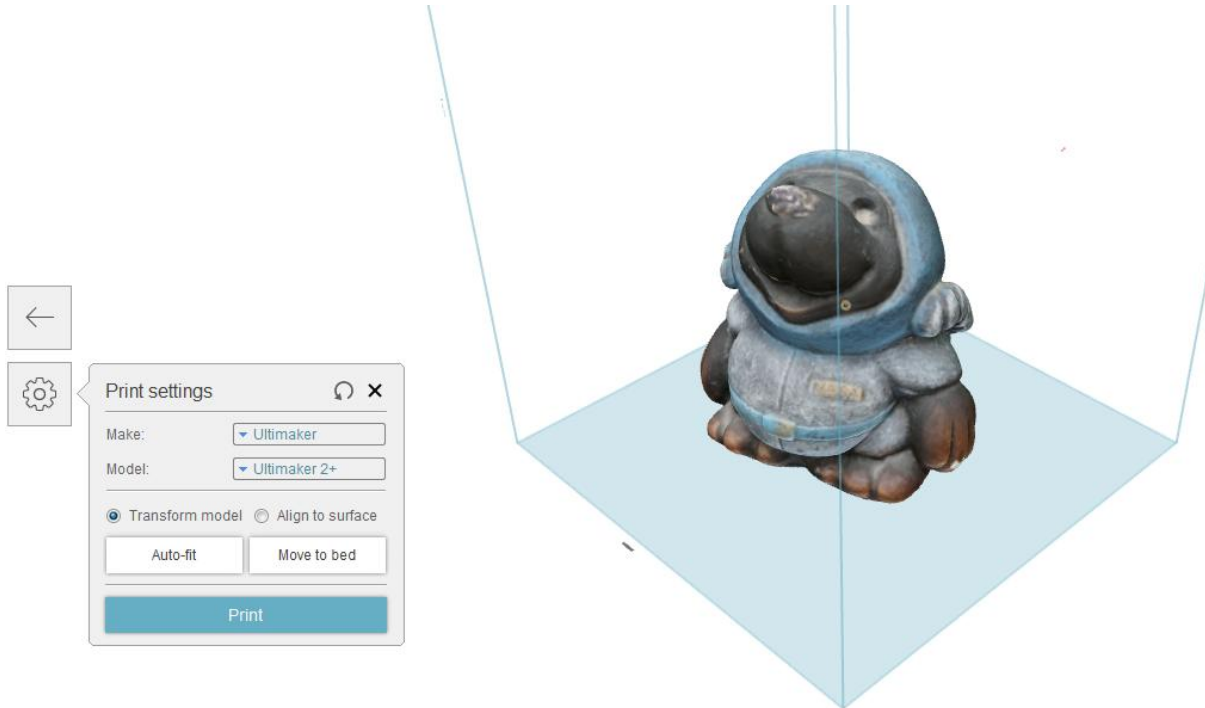 Print settings
Make: Ultimaker
Model: Ultimaker 2+
Transform model Align to surface
Auto-fit Move to bed
Print